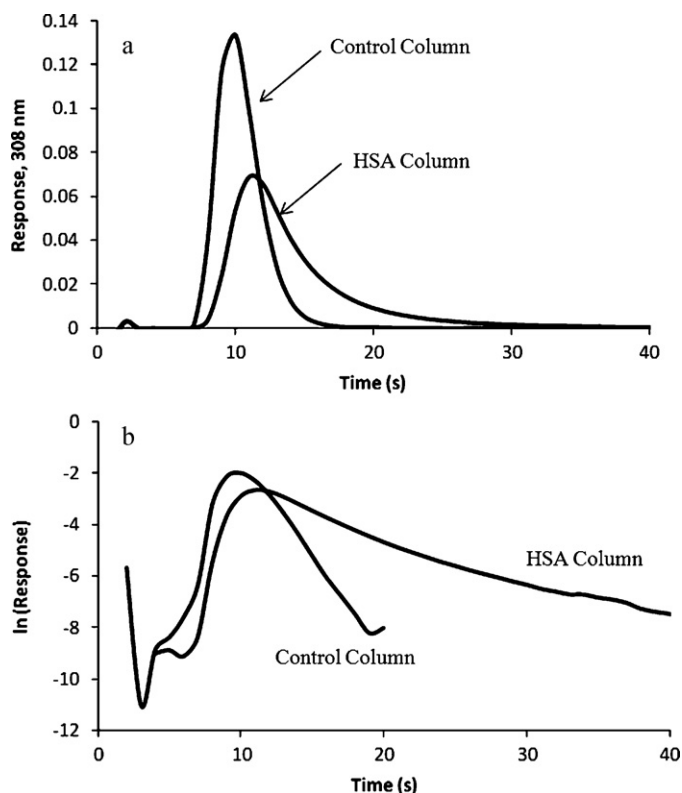 a
0.14
0.12
0.1
0.08
0.06
0.04
0.02
0
Response, 308 nm
Control Column
HSA Column
0 10 20 30 40
Time (s)
b
0
-2
-4
-6
-8
-10
-12
ln (Response)
HSA Column
Control Column
0 10 20 30 40
Time (s)